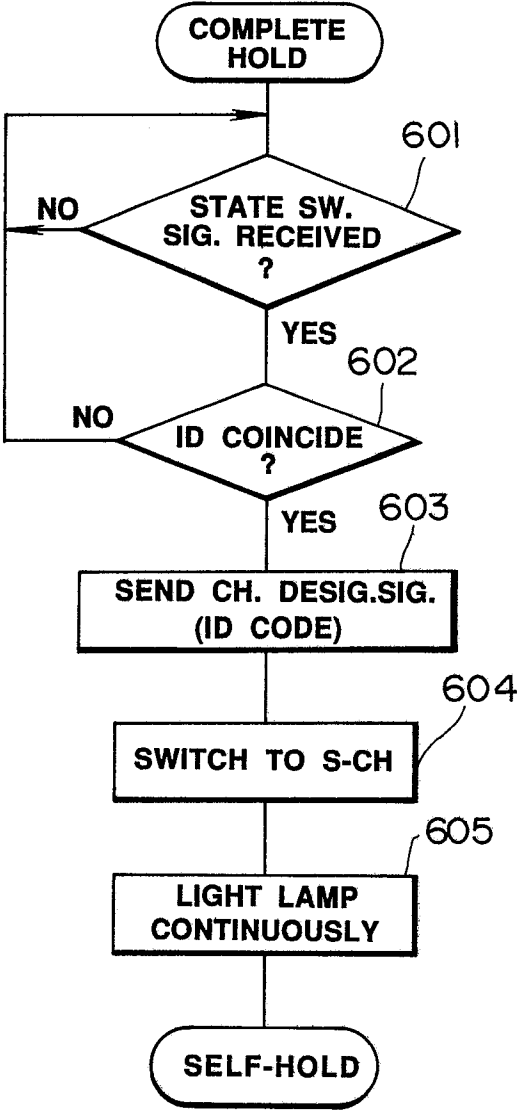 COMPLETE
HOLD
601
STATE SW.
SIG. RECEIVED
?
NO
YES
602
NO
ID COINCIDE
?
YES
603
SEND CH. DESIG.SIG.
(ID CODE)
604
SWITCH TO S-CH
605
LIGHT LAMP
CONTINUOUSLY
SELF-HOLD